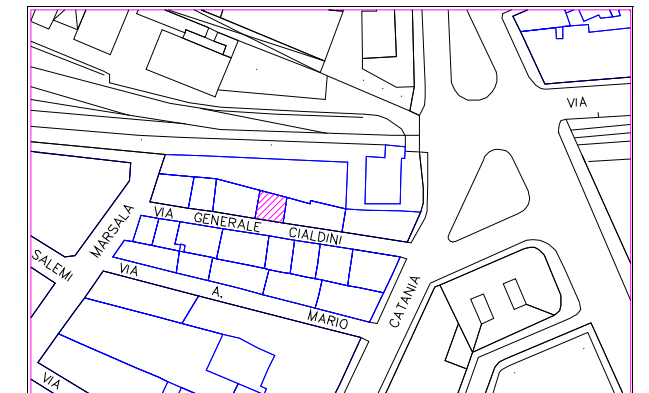 VIA
VIA GENERALE CIALDINI
MARSALA
SALEMI
VIA A. MARIO
CATANIA
VIA